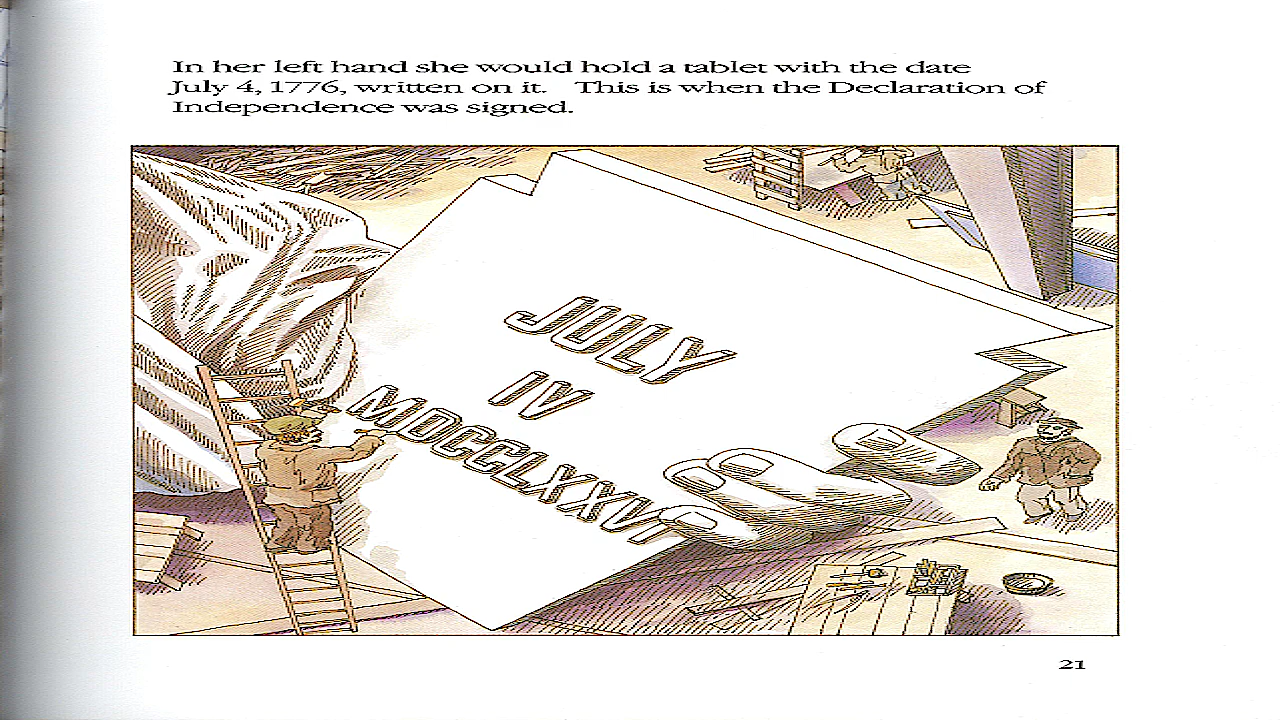 In her left hand she would hold a tablet with the date
July 4, 1776, written on it. This is when the Declaration of
Independence was signed.
JULY
IV
MDCCLXXVI
21